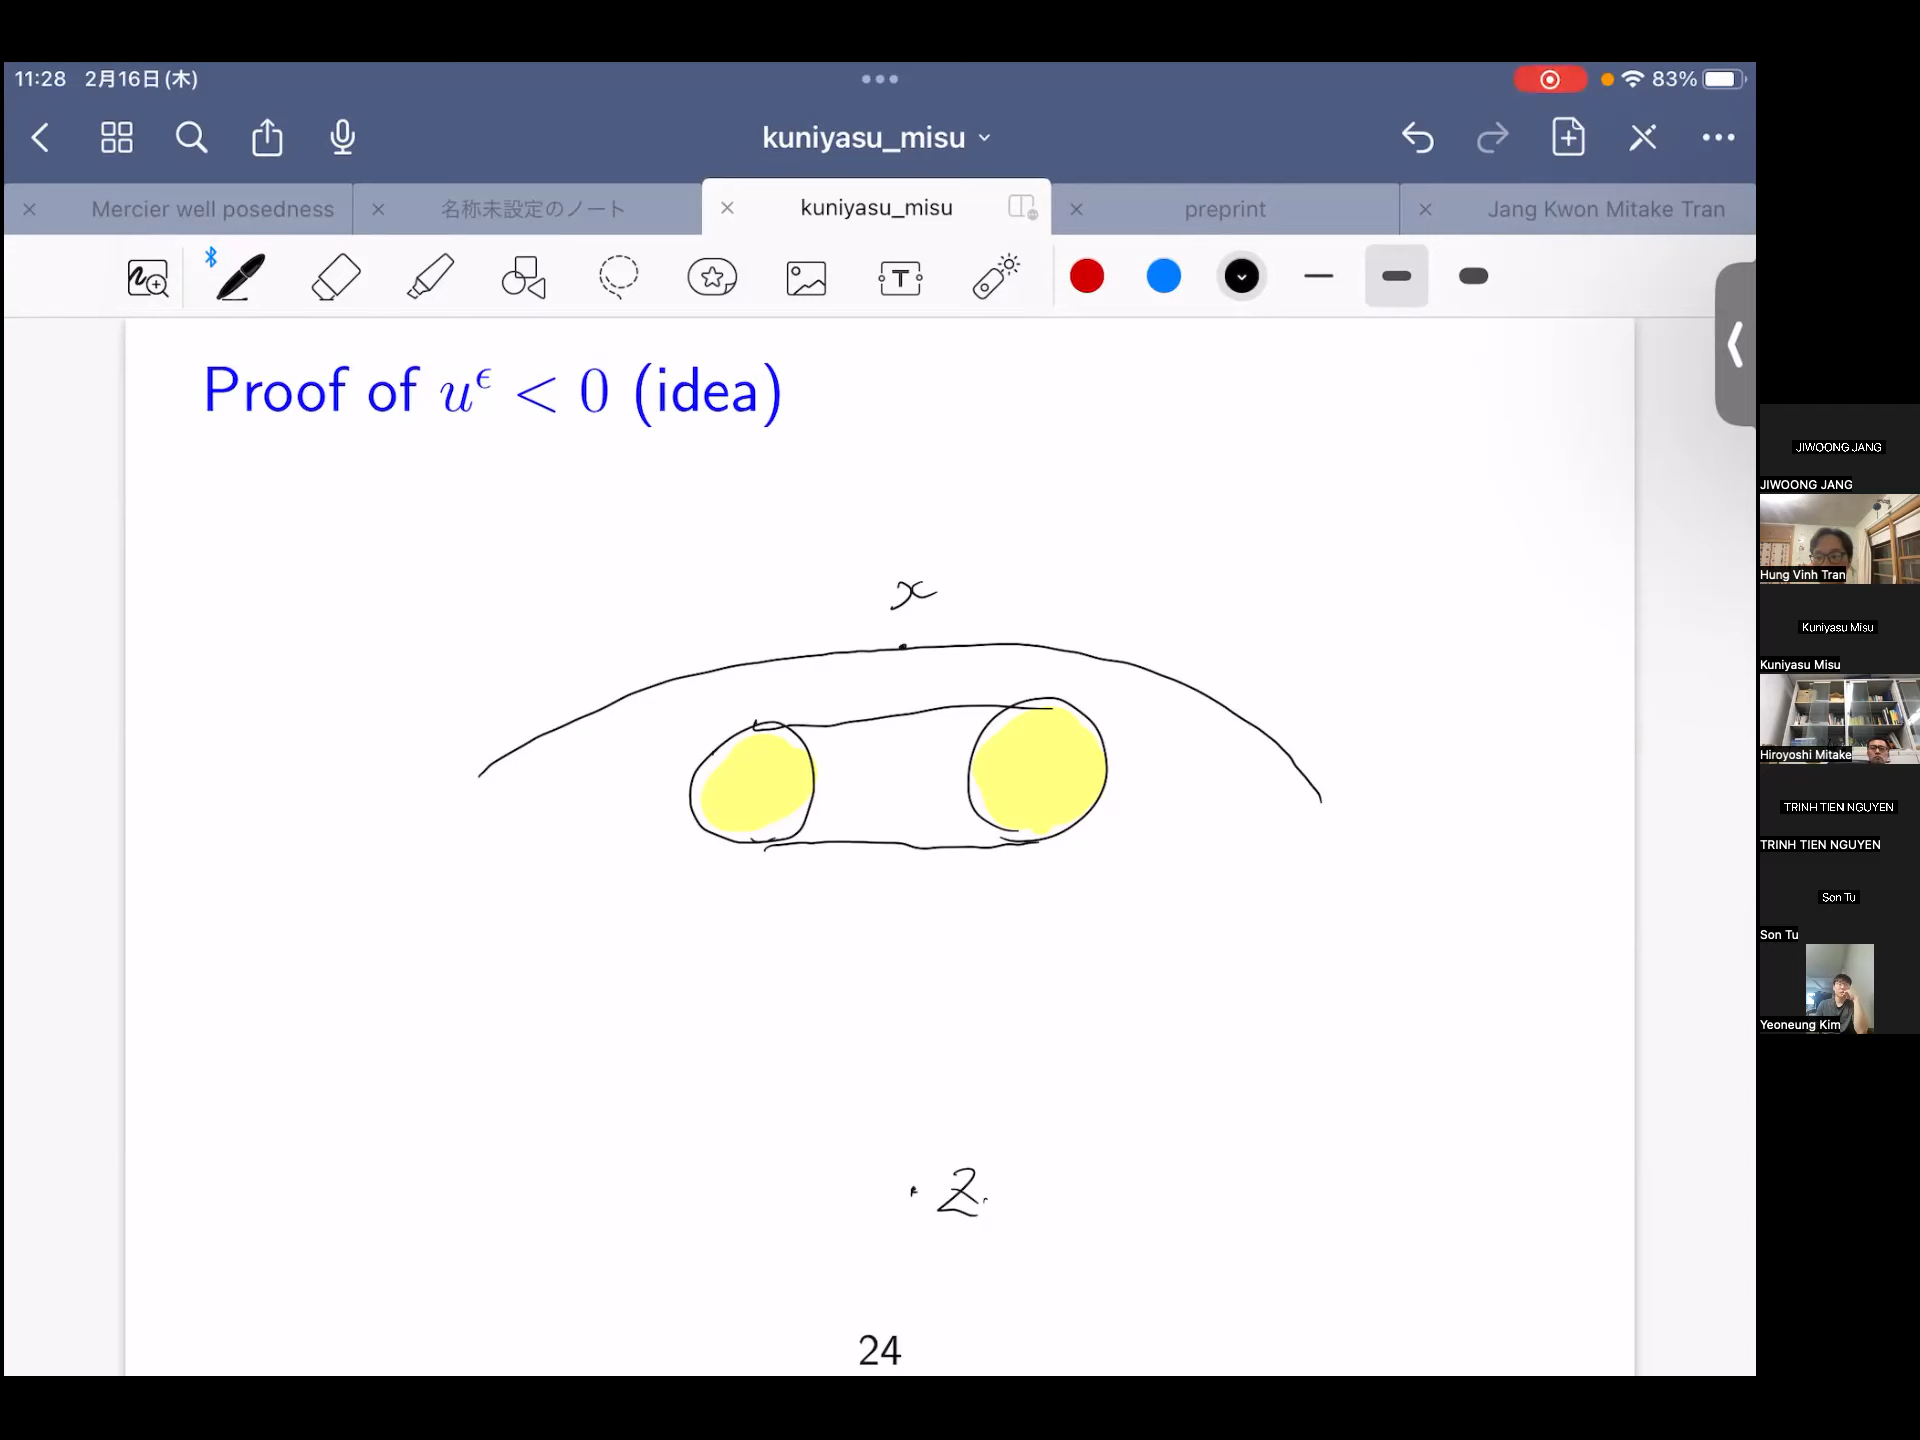 11:28 2月16日(木)
83%
kuniyasu_misu
Mercier well posedness
名称未設定のノート
kuniyasu_misu
preprint
Jang Kwon Mitake Tran
Proof of u^ϵ < 0 (idea)
x
z
24
JIWOONG JANG
JIWOONG JANG
Hung Vinh Tran
Kuniyasu Misu
Kuniyasu Misu
Hiroyoshi Mitake
TRINH TIEN NGUYEN
TRINH TIEN NGUYEN
Son Tu
Son Tu
Yeoneung Kim